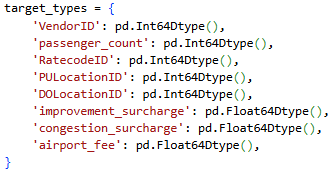 target_types = {
    'VendorID': pd.Int64Dtype(),
    'passenger_count': pd.Int64Dtype(),
    'RatecodeID': pd.Int64Dtype(),
    'PULocationID': pd.Int64Dtype(),
    'DOLocationID': pd.Int64Dtype(),
    'improvement_surcharge': pd.Float64Dtype(),
    'congestion_surcharge': pd.Float64Dtype(),
    'airport_fee': pd.Float64Dtype(),
}